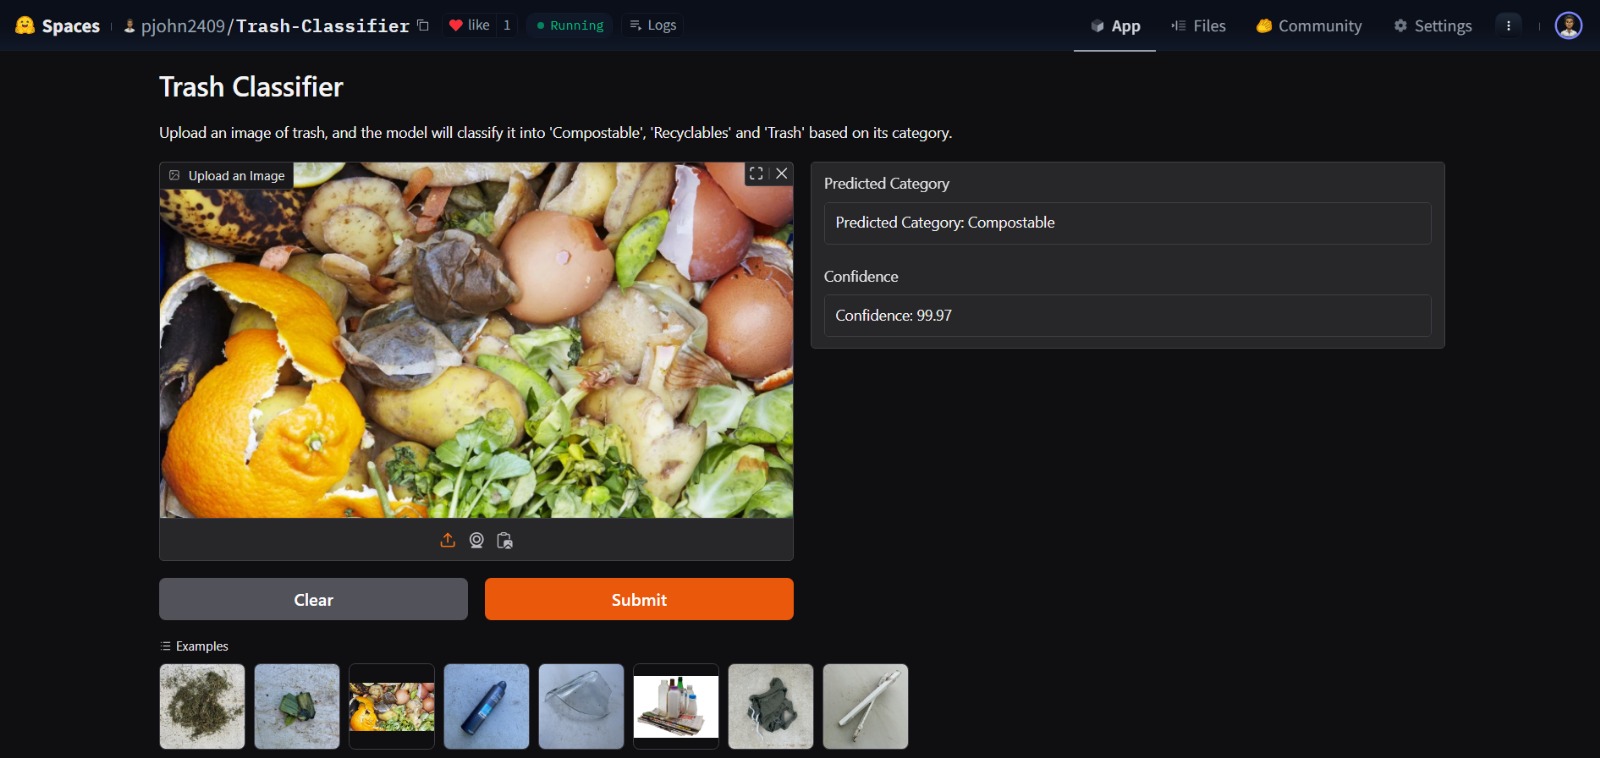 Spaces
pjohn2409/Trash-Classifier
like 1
Running
Logs
App
Files
Community
Settings
Trash Classifier
Upload an image of trash, and the model will classify it into 'Compostable', 'Recyclables' and 'Trash' based on its category.
Upload an Image
Predicted Category
Predicted Category: Compostable
Confidence
Confidence: 99.97
Clear
Submit
Examples